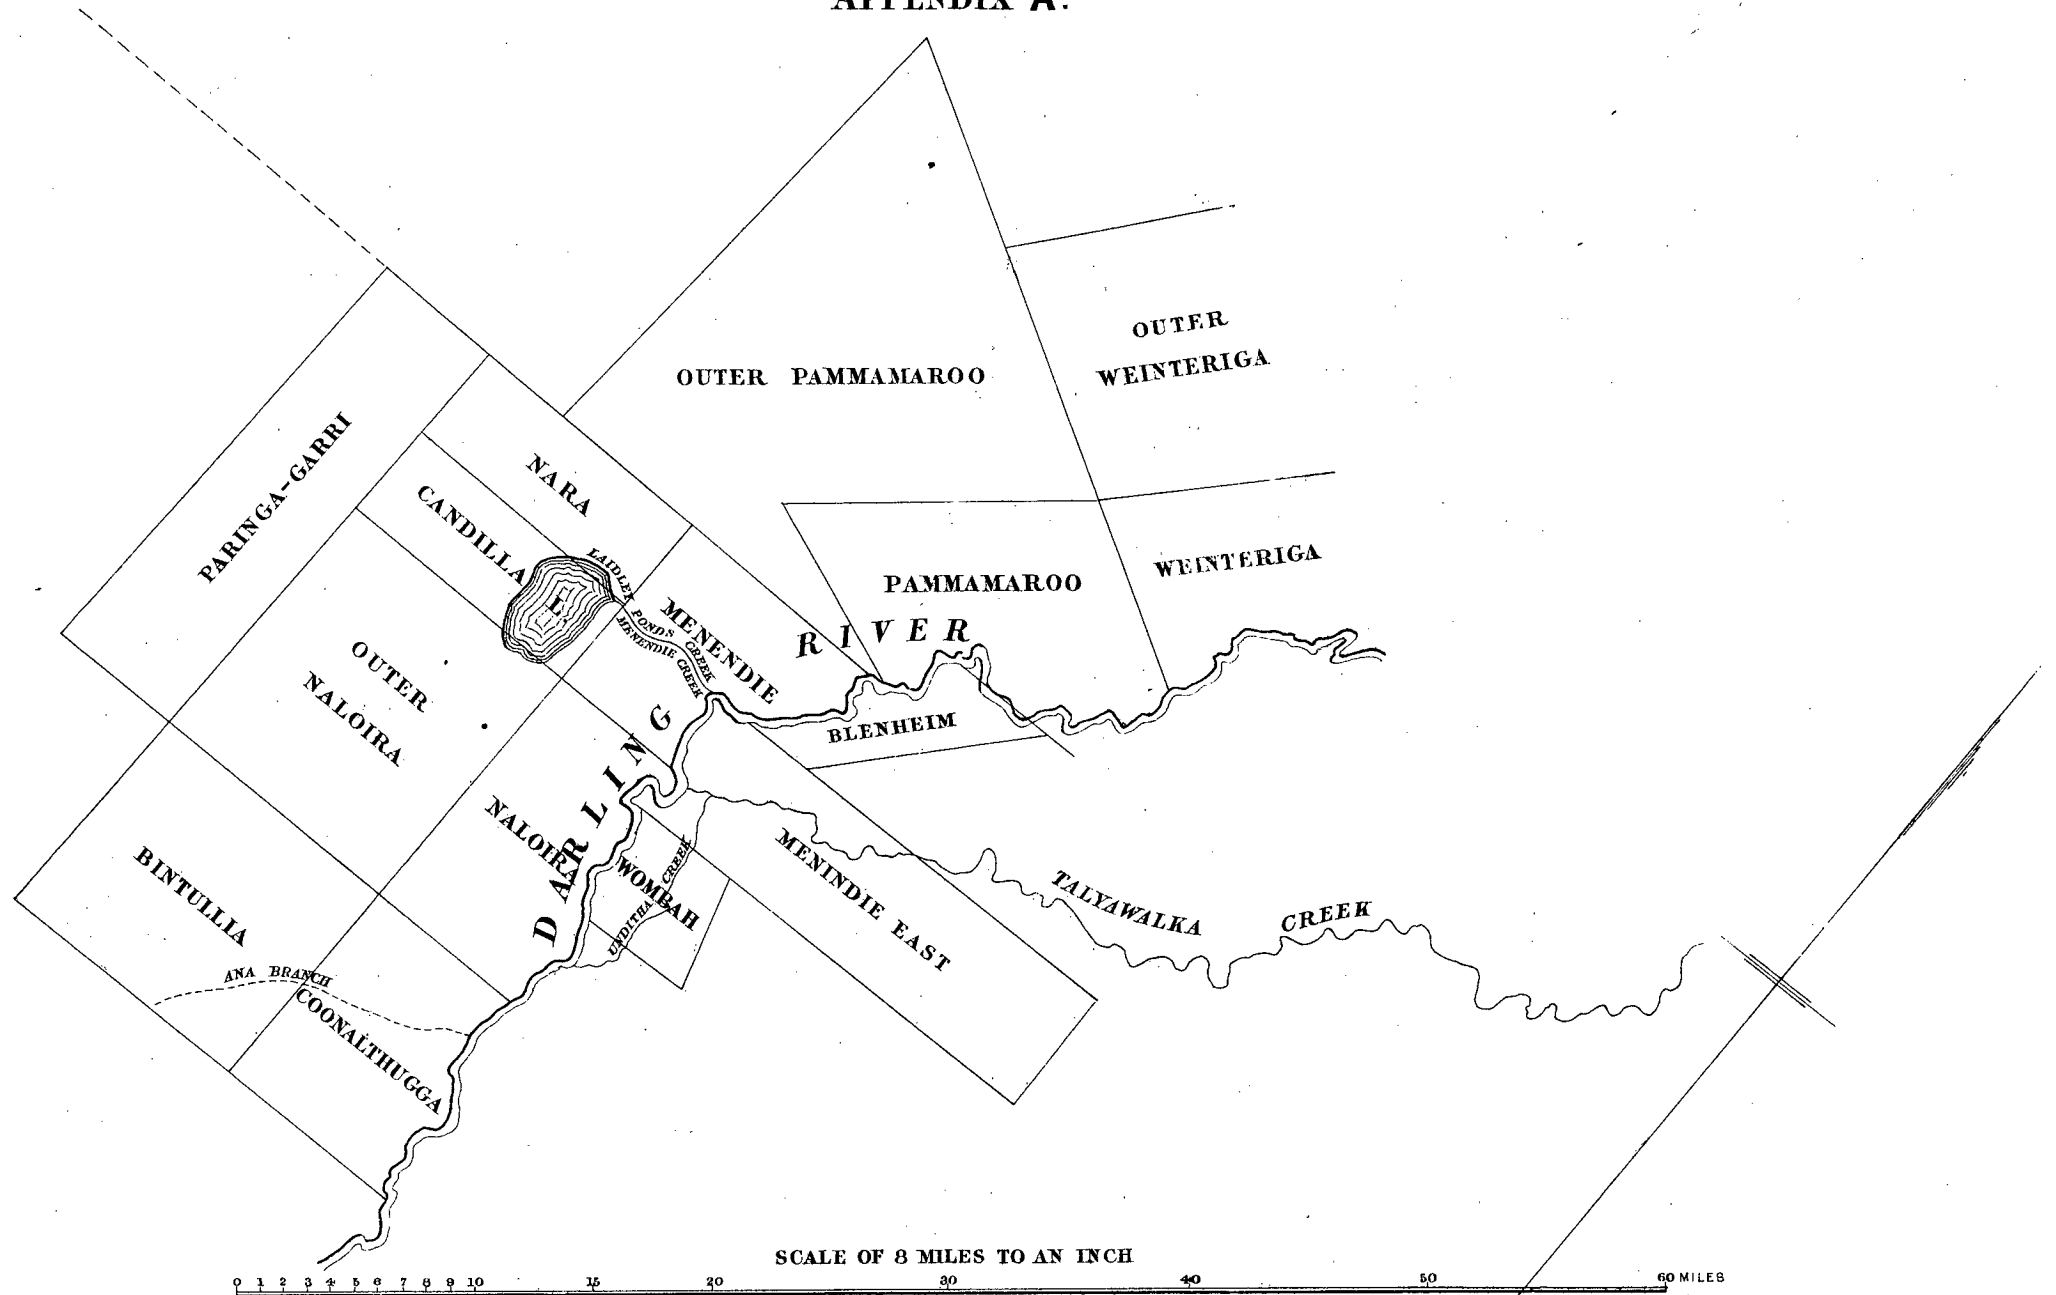 APPENDIX A.
OUTER PAMMAMAROO
OUTER
WEINTERIGA
PARINGA-GARRI
NARA
CANDILLA
L
LAIDLEY PONDS CREEK
MENENDIE CREEK
MENENDIE
PAMMAMAROO
WEINTERIGA
RIVER
DARLING
BLENHEIM
OUTER
NALOIRA
NALOIRA
WOMBAH
UNDITHA CREEK
MENINDIE EAST
TALYAWALKA CREEK
BINTULLIA
ANA BRANCH
COONALTHUGGA
SCALE OF 8 MILES TO AN INCH
0 1 2 3 4 5 6 7 8 9 10 15 20 30 40 50 60 MILES